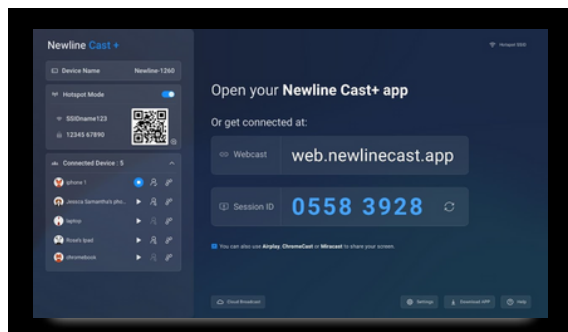 Newline Cast +
Device Name Newline-1260
Hotspot Mode
SSIDname123
12345 67890
Connected Device : 5
iphone 1
Jessica Samantha's pho..
laptop
Rose's ipad
chromebook
Hotspot SSID
Open your Newline Cast+ app
Or get connected at:
Webcast web.newlinecast.app
Session ID 0558 3928
You can also use Airplay, ChromeCast or Miracast to share your screen.
Cloud Broadcast
Settings
Download APP
Help